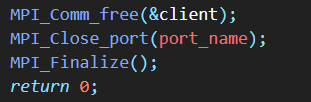 MPI_Comm_free(&client);
MPI_Close_port(port_name);
MPI_Finalize();
return 0;